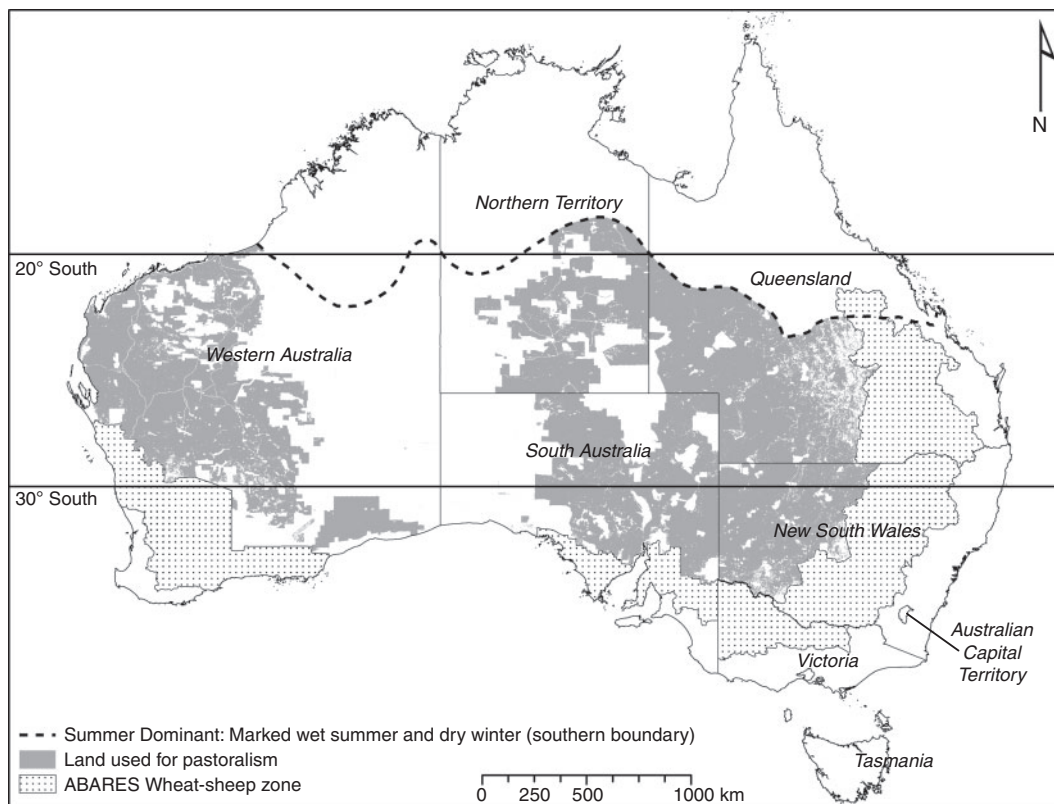 N
Northern Territory
20° South
Queensland
Western Australia
South Australia
30° South
New South Wales
Australian
Capital
Territory
Victoria
Tasmania
Summer Dominant: Marked wet summer and dry winter (southern boundary)
Land used for pastoralism
ABARES Wheat-sheep zone
0 250 500 1000 km